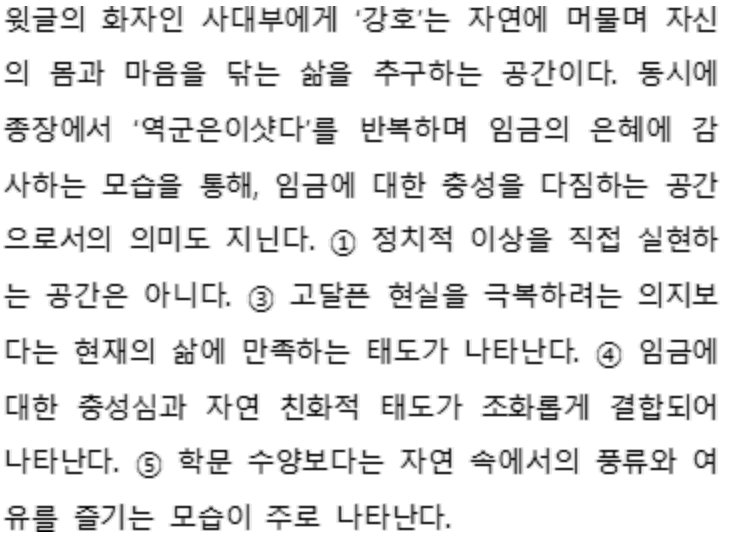 윗글의 화자인 사대부에게 ‘강호’는 자연에 머물며 자신
의 몸과 마음을 닦는 삶을 추구하는 공간이다. 동시에
종장에서 ‘역군은이샷다’를 반복하며 임금의 은혜에 감
사하는 모습을 통해, 임금에 대한 충성을 다짐하는 공간
으로서의 의미도 지닌다. ① 정치적 이상을 직접 실현하
는 공간은 아니다. ③ 고달픈 현실을 극복하려는 의지보
다는 현재의 삶에 만족하는 태도가 나타난다. ④ 임금에
대한 충성심과 자연 친화적 태도가 조화롭게 결합되어
나타난다. ⑤ 학문 수양보다는 자연 속에서의 풍류와 여
유를 즐기는 모습이 주로 나타난다.